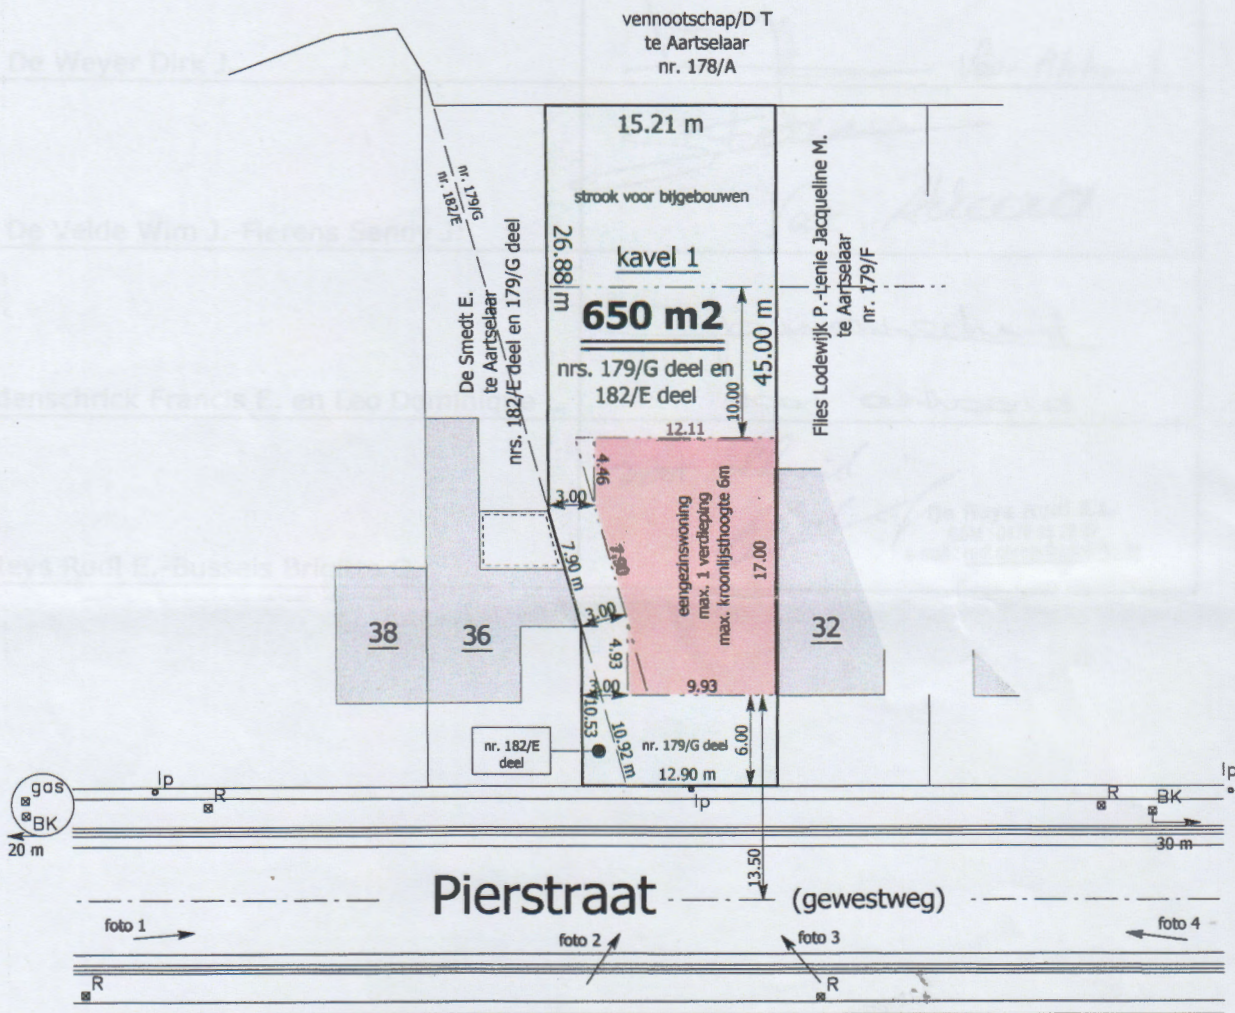 vennootschap/D T
te Aartselaar
nr. 178/A
De Weyer Dirk J.
15.21 m
nr. 179/G
nr. 182/E
strook voor bijgebouwen
De Smedt E.
te Aartselaar
nrs. 182/E deel en 179/G deel
26.88 m
kavel 1
650 m2
nrs. 179/G deel en
182/E deel
45.00 m
10.00
Flies Lodewijk P.-Lenie Jacqueline M.
te Aartselaar
nr. 179/F
De Velde Wim J.-Fierens Sandy J.
12.11
4.46
3.00
7.90 m
7.90
eengezinswoning
max. 1 verdieping
max. kroonlijsthoogte 6m
17.00
3.00
4.93
38
36
32
3.00
9.93
10.53
10.92 m
nr. 182/E
deel
nr. 179/G deel
6.00
12.90 m
gas
BK
20 m
lp
R
lp
R
BK
lp
30 m
13.50
Pierstraat
(gewestweg)
foto 1
foto 2
foto 3
foto 4
R
R